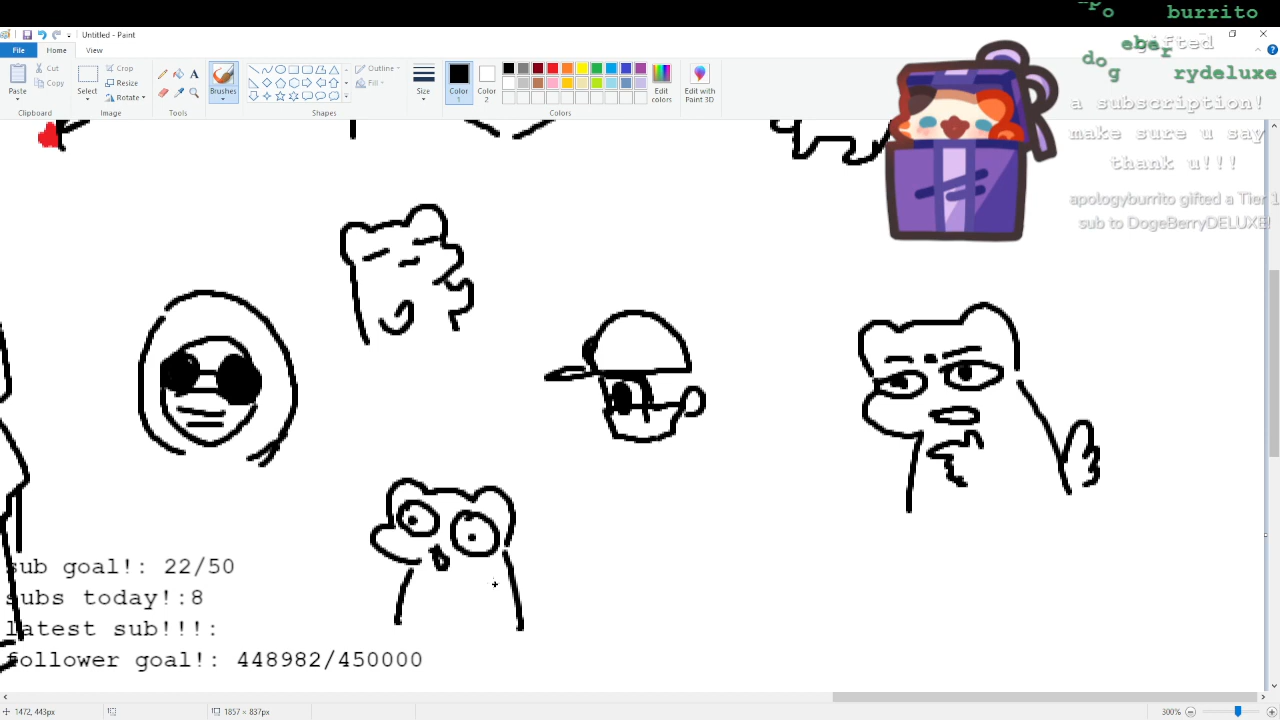 burrito
Untitled - Paint
gifted
File Home View
rydeluxe
Cut
Copy
Paste
Select
Crop
Resize
Rotate
Brushes
Outline
Fill
Size
Color 1
Color 2
Edit colors
Edit with Paint 3D
Clipboard Image Tools Shapes Colors
a subscription!
make sure u say
thank u!!!
apologyburrito gifted a Tier 1
sub to DogeBerryDELUXE!
sub goal!: 22/50
subs today!:8
latest sub!!!:
follower goal!: 448982/450000
1472, 443px 1857 × 837px 300%